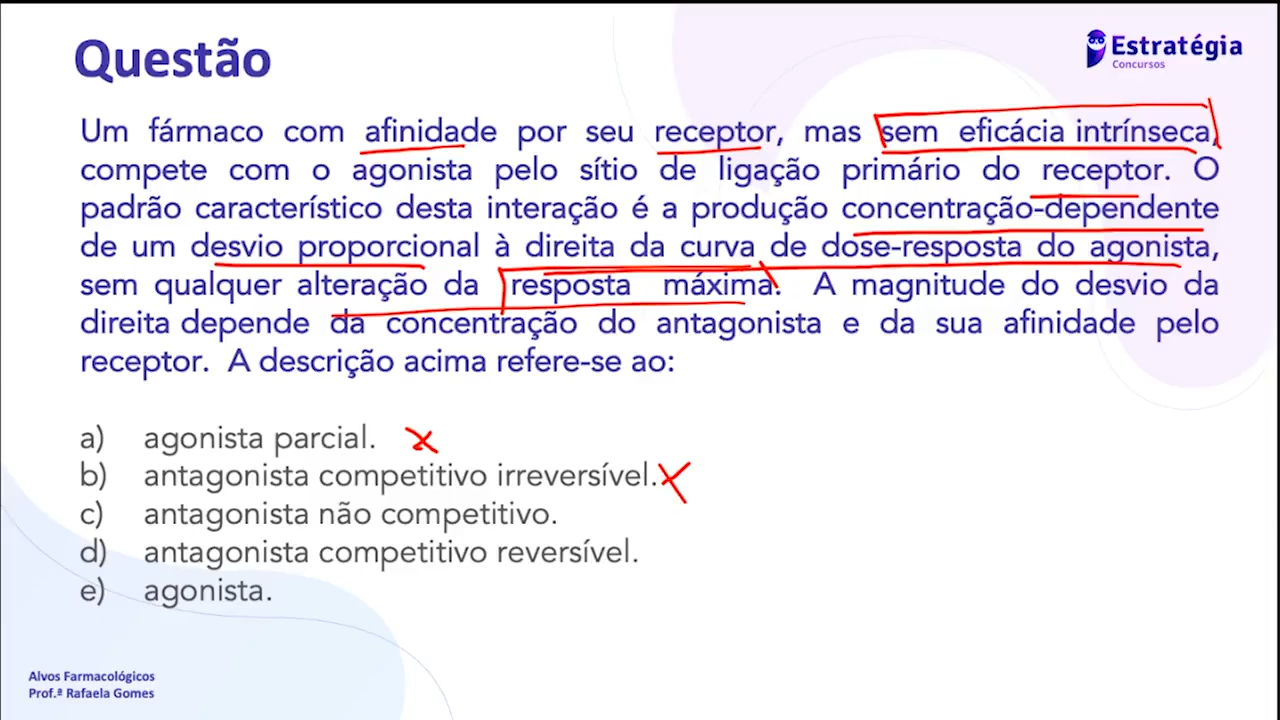 Questão
Estratégia
Concursos
Um fármaco com afinidade por seu receptor, mas sem eficácia intrínseca,
compete com o agonista pelo sítio de ligação primário do receptor. O
padrão característico desta interação é a produção concentração-dependente
de um desvio proporcional à direita da curva de dose-resposta do agonista,
sem qualquer alteração da resposta máxima. A magnitude do desvio da
direita depende da concentração do antagonista e da sua afinidade pelo
receptor. A descrição acima refere-se ao:
a) agonista parcial.
b) antagonista competitivo irreversível.
c) antagonista não competitivo.
d) antagonista competitivo reversível.
e) agonista.
Alvos Farmacológicos
Prof.ª Rafaela Gomes